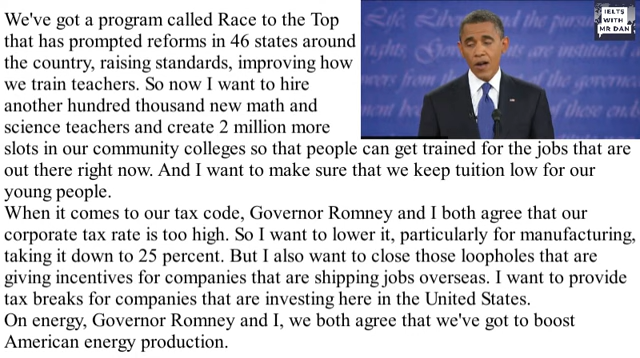 We've got a program called Race to the Top
that has prompted reforms in 46 states around
the country, raising standards, improving how
we train teachers. So now I want to hire
another hundred thousand new math and
science teachers and create 2 million more
slots in our community colleges so that people can get trained for the jobs that are
out there right now. And I want to make sure that we keep tuition low for our
young people.
When it comes to our tax code, Governor Romney and I both agree that our
corporate tax rate is too high. So I want to lower it, particularly for manufacturing,
taking it down to 25 percent. But I also want to close those loopholes that are
giving incentives for companies that are shipping jobs overseas. I want to provide
tax breaks for companies that are investing here in the United States.
On energy, Governor Romney and I, we both agree that we've got to boost
American energy production.
IELTS
WITH
MR DAN
Life, and the